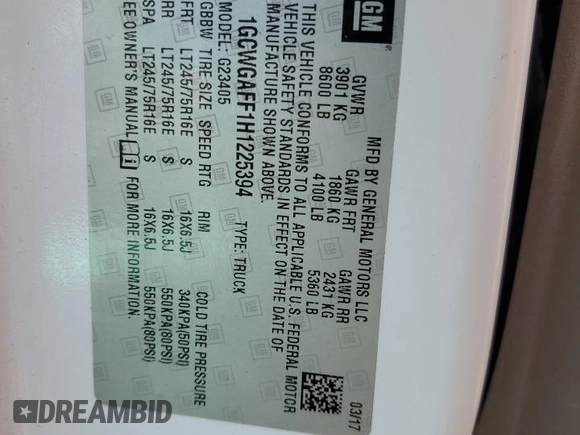 GM
MFD BY GENERAL MOTORS LLC
03/17
GVWR GAWR FRT GAWR RR
3901 KG 1860 KG 2431 KG
8600 LB 4100 LB 5360 LB
THIS VEHICLE CONFORMS TO ALL APPLICABLE U.S. FEDERAL MOTOR
VEHICLE SAFETY STANDARDS IN EFFECT ON THE DATE OF
MANUFACTURE SHOWN ABOVE.
1GCWGAFF1H1225394 TYPE: TRUCK
MODEL: G23405
GBBW TIRE SIZE SPEED RTG RIM COLD TIRE PRESSURE
FRT LT245/75R16E S 16X6.5J 340KPA(50PSI)
RR LT245/75R16E S 16X6.5J 550KPA(80PSI)
SPA LT245/75R16E S 16X6.5J 550KPA(80PSI)
EE OWNER'S MANUAL i FOR MORE INFORMATION.
DREAMBID